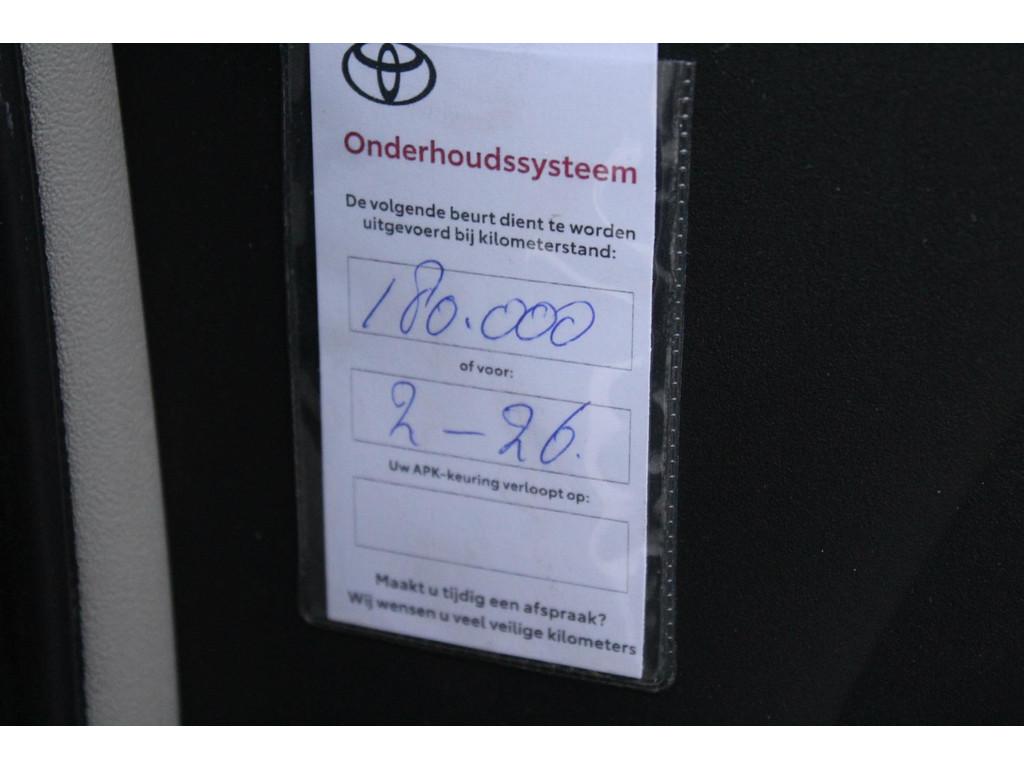 Onderhoudssysteem
De volgende beurt dient te worden
uitgevoerd bij kilometerstand:
180.000
of voor:
2-26.
Uw APK-keuring verloopt op:
Maakt u tijdig een afspraak?
Wij wensen u veel veilige kilometers